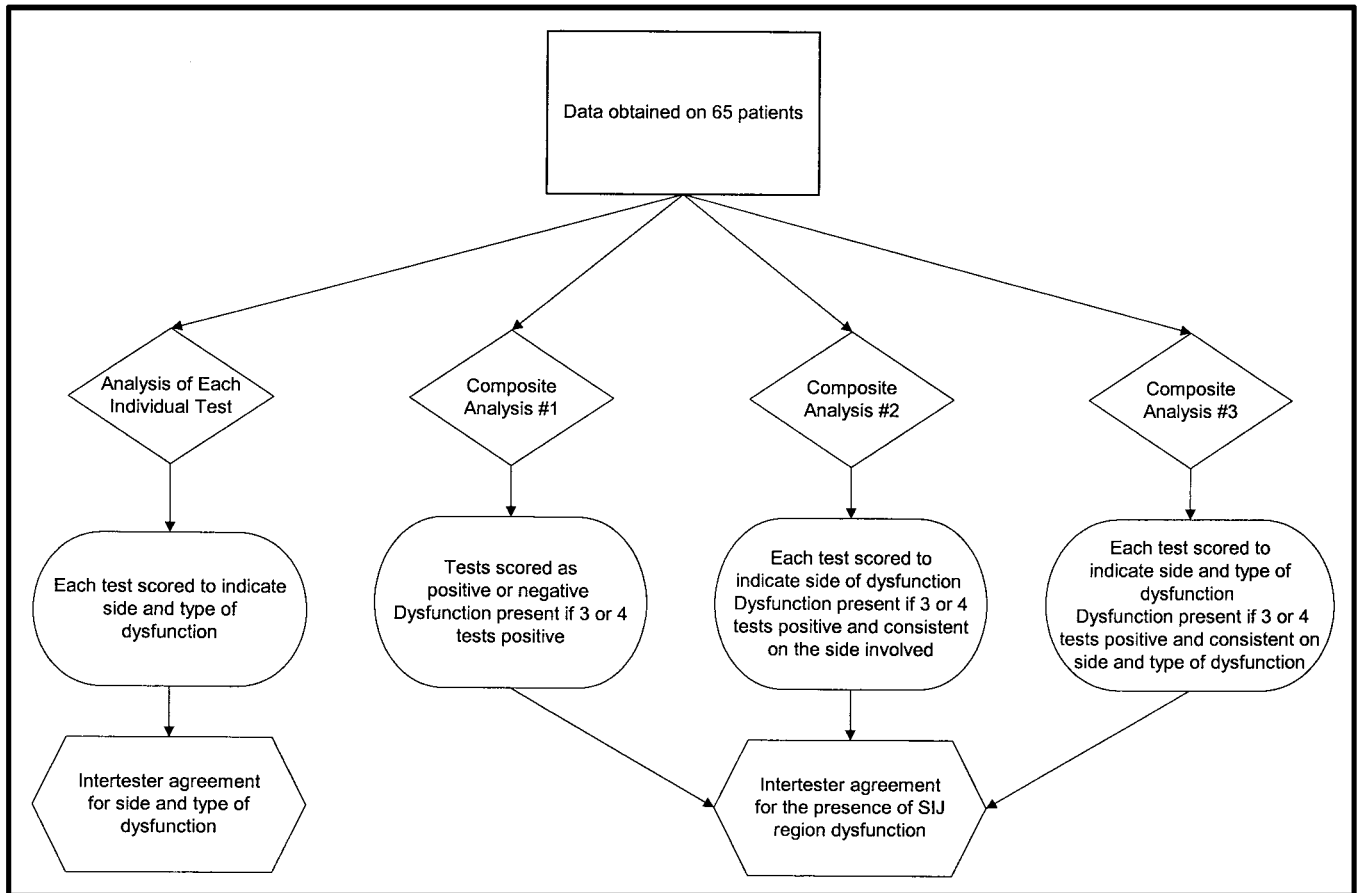 Data obtained on 65 patients
Analysis of Each
Individual Test
Composite
Analysis #1
Composite
Analysis #2
Composite
Analysis #3
Each test scored to indicate
side and type of
dysfunction
Tests scored as
positive or negative
Dysfunction present if 3 or 4
tests positive
Each test scored to
indicate side of dysfunction
Dysfunction present if 3 or 4
tests positive and consistent
on the side involved
Each test scored to
indicate side and type of
dysfunction
Dysfunction present if 3 or 4
tests positive and consistent on
side and type of dysfunction
Intertester agreement
for side and type of
dysfunction
Intertester agreement
for the presence of SIJ
region dysfunction